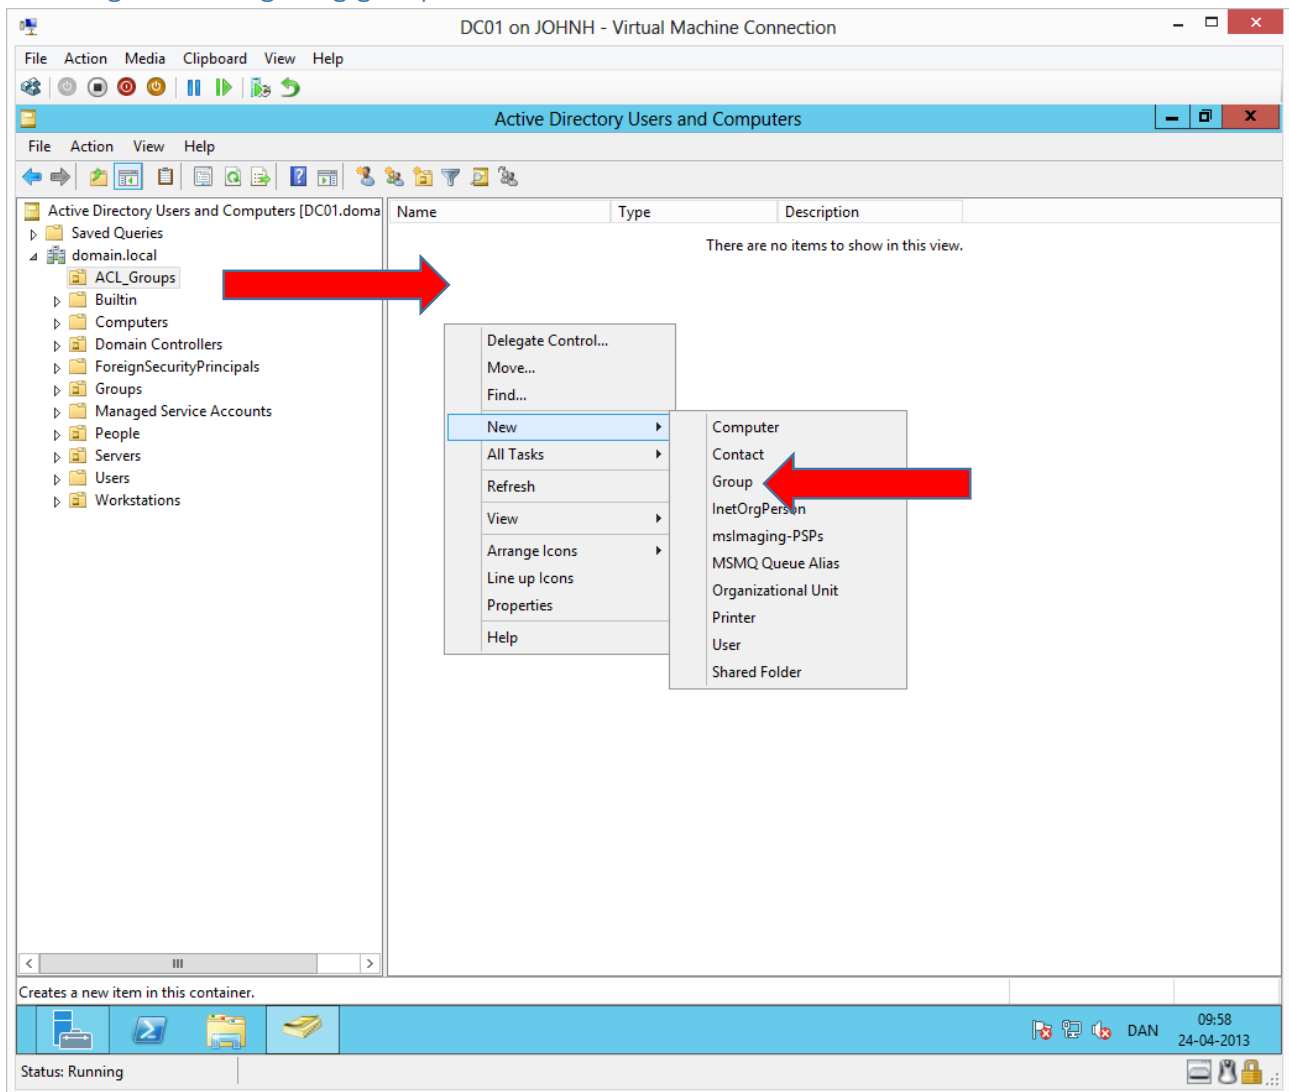 DC01 on JOHNH - Virtual Machine Connection
File Action Media Clipboard View Help
Active Directory Users and Computers
File Action View Help
Active Directory Users and Computers [DC01.doma
Saved Queries
domain.local
ACL_Groups
Builtin
Computers
Domain Controllers
ForeignSecurityPrincipals
Groups
Managed Service Accounts
People
Servers
Users
Workstations
Name Type Description
There are no items to show in this view.
Delegate Control...
Move...
Find...
New
All Tasks
Refresh
View
Arrange Icons
Line up Icons
Properties
Help
Computer
Contact
Group
InetOrgPerson
msImaging-PSPs
MSMQ Queue Alias
Organizational Unit
Printer
User
Shared Folder
Creates a new item in this container.
DAN
09:58
24-04-2013
Status: Running